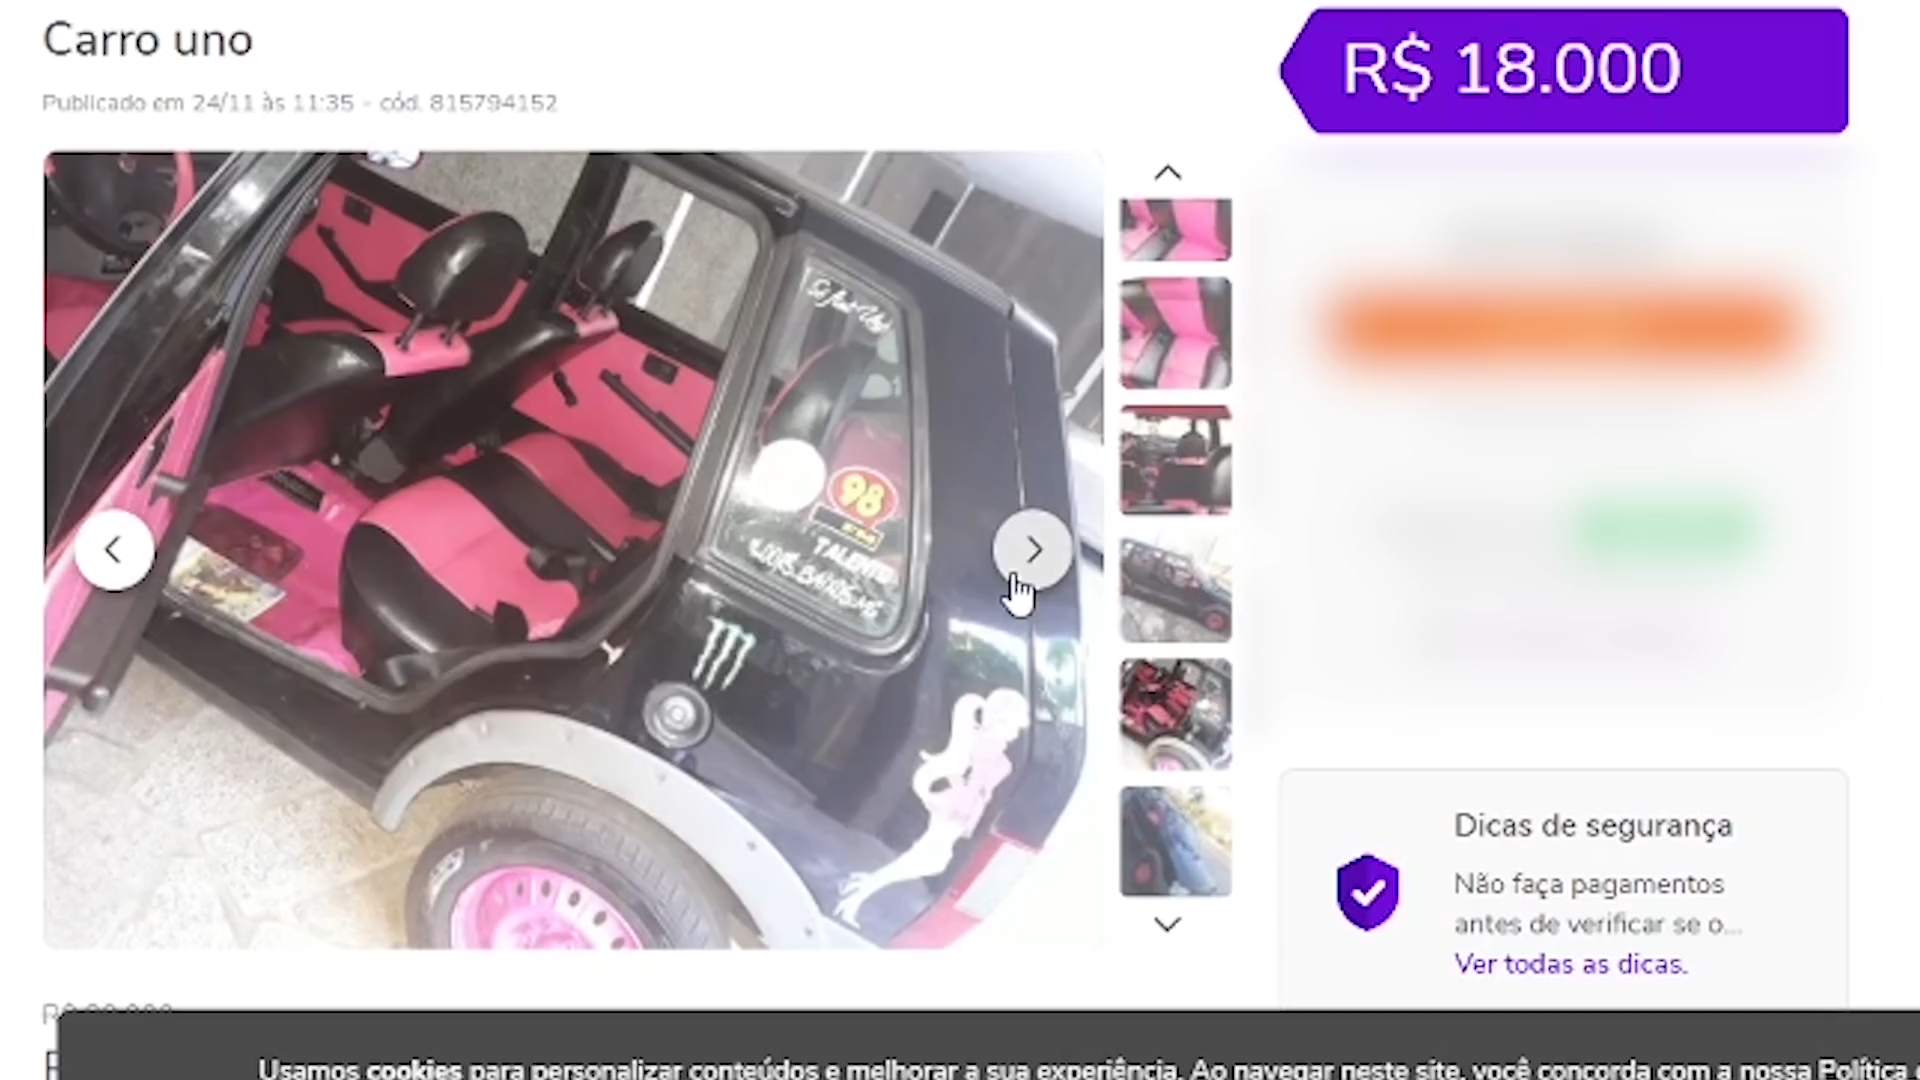 Carro uno
R$ 18.000
Publicado em 24/11 às 11:35 - cód. 815794152
98
TALENTO
Dicas de segurança
Não faça pagamentos
antes de verificar se o...
Ver todas as dicas.
Usamos cookies para personalizar conteúdos e melhorar a sua experiência. Ao navegar neste site, você concorda com a nossa Política